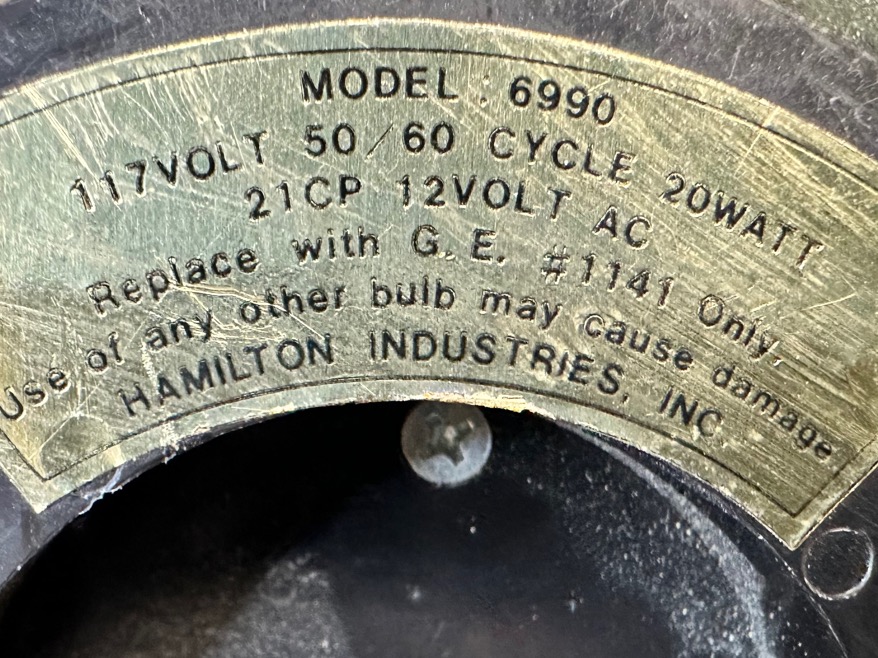 MODEL : 6990
117VOLT 50/60 CYCLE 20WATT
21CP 12VOLT AC
Replace with G.E. #1141 Only.
Use of any other bulb may cause damage
HAMILTON INDUSTRIES, INC